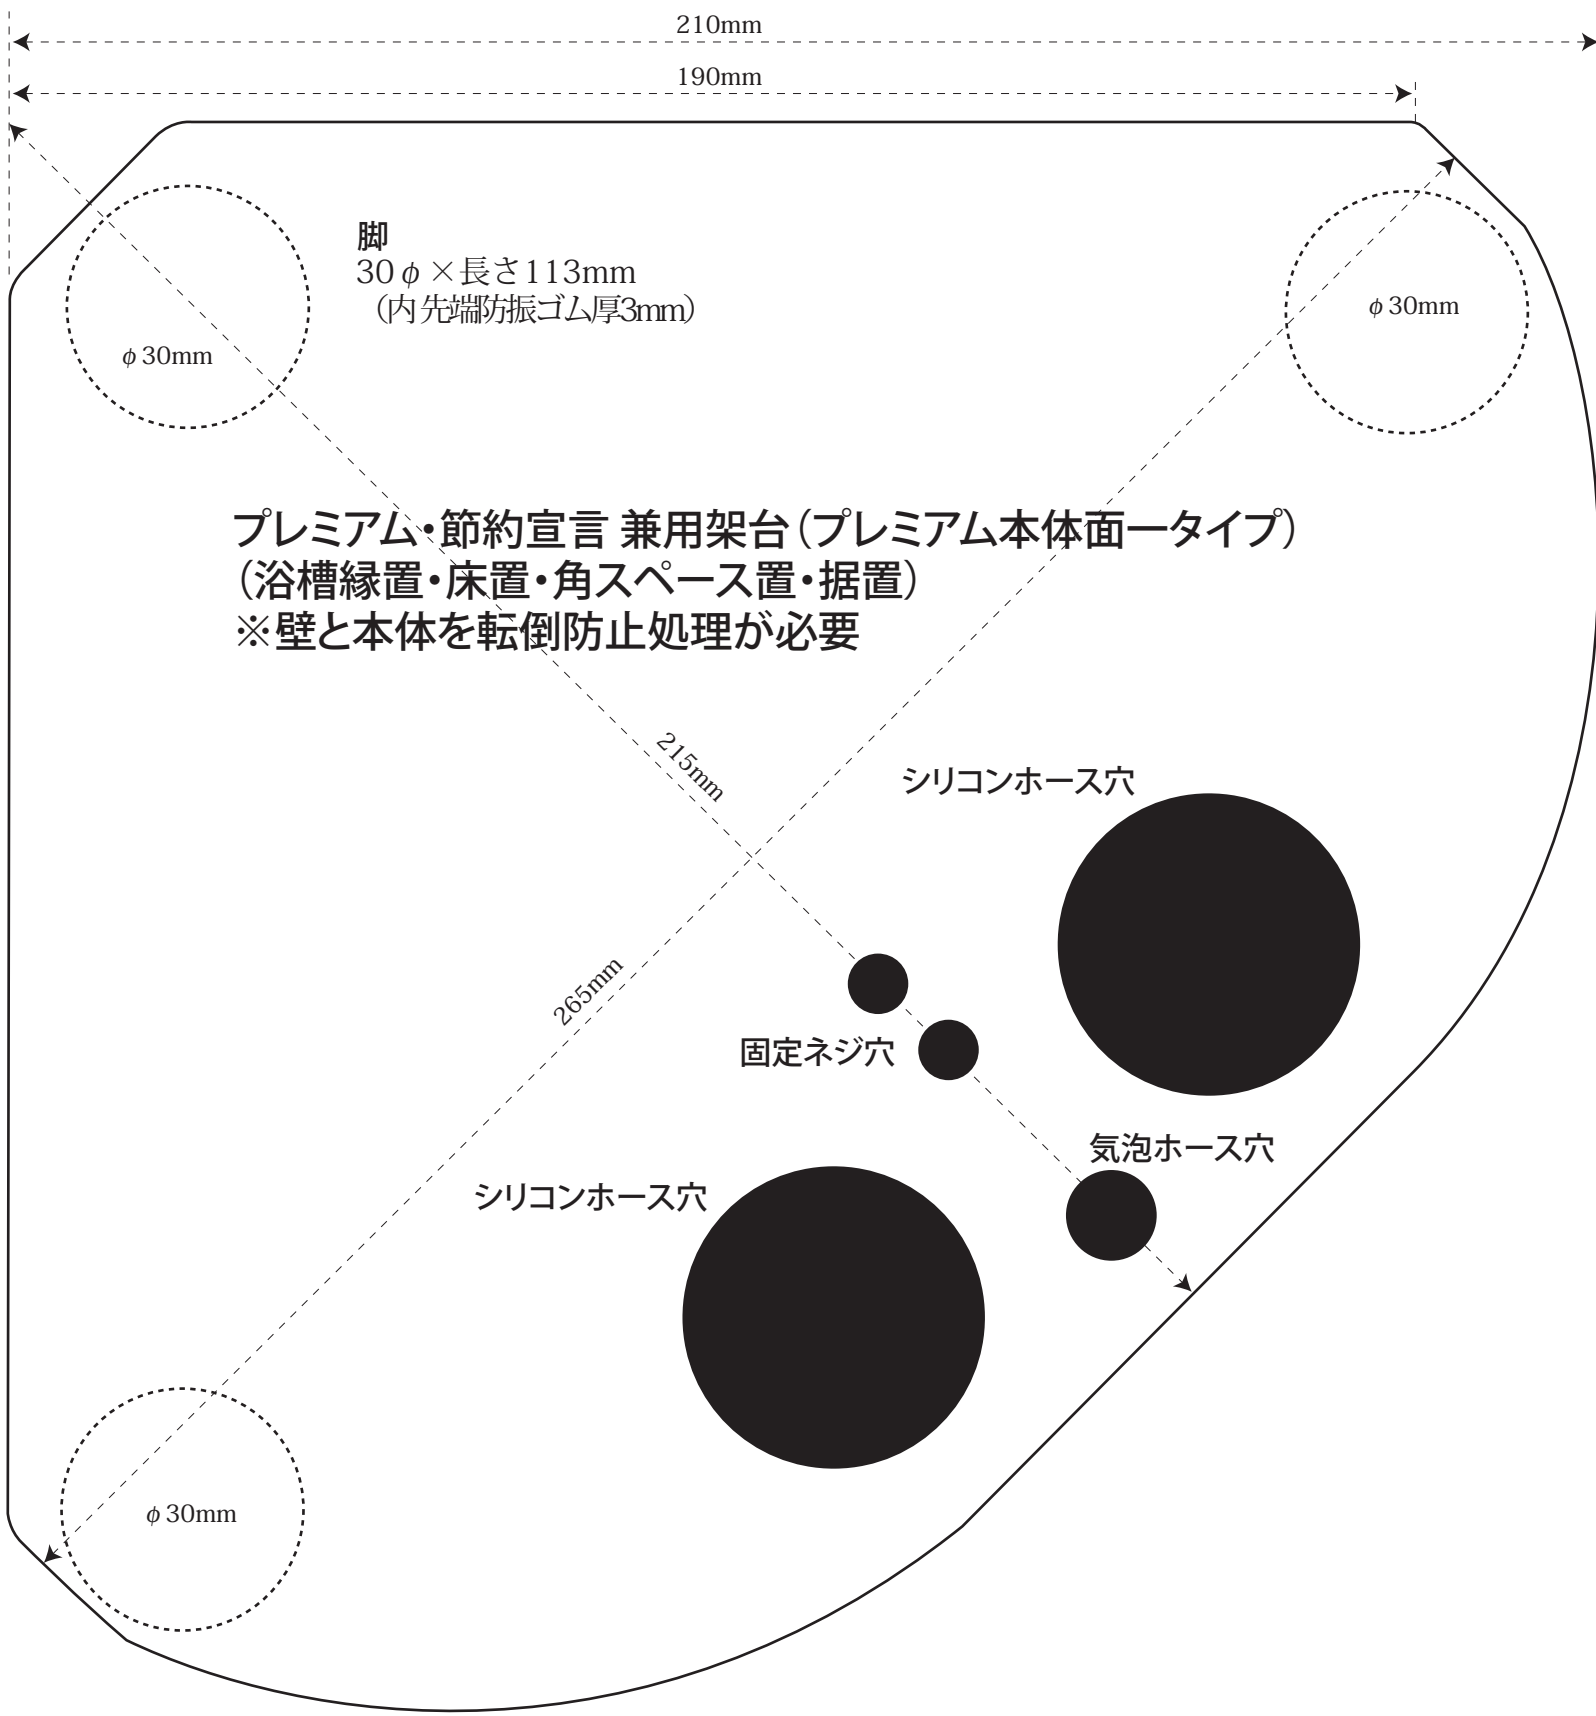 210mm
190mm
脚
30φ×長さ113mm
（内 先端防振ゴム厚3mm）
φ30mm
φ30mm
プレミアム・節約宣言 兼用架台（プレミアム本体面一タイプ）
（浴槽縁置・床置・角スペース置・据置）
※壁と本体を転倒防止処理が必要
215mm
シリコンホース穴
265mm
固定ネジ穴
気泡ホース穴
シリコンホース穴
φ30mm